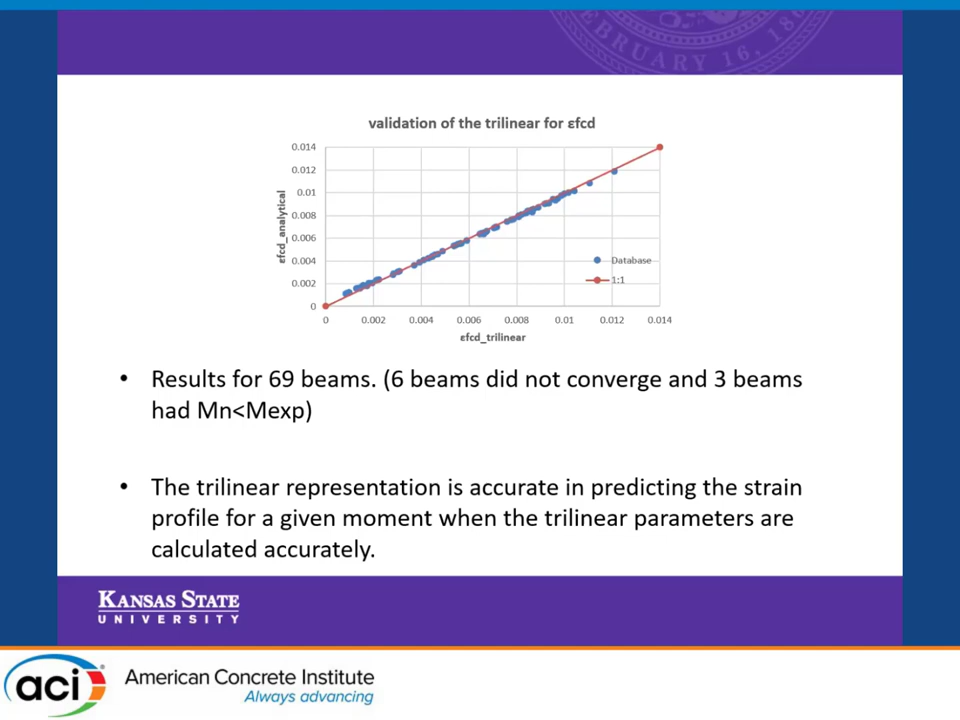 FEBRUARY 16, 186
validation of the trilinear for εfcd
0.014
0.012
0.01
0.008
0.006
0.004
0.002
0
εfcd_analytical
0 0.002 0.004 0.006 0.008 0.01 0.012 0.014
εfcd_trilinear
Database
1:1
• Results for 69 beams. (6 beams did not converge and 3 beams
had Mn<Mexp)
• The trilinear representation is accurate in predicting the strain
profile for a given moment when the trilinear parameters are
calculated accurately.
KANSAS STATE
UNIVERSITY
aci
American Concrete Institute
Always advancing